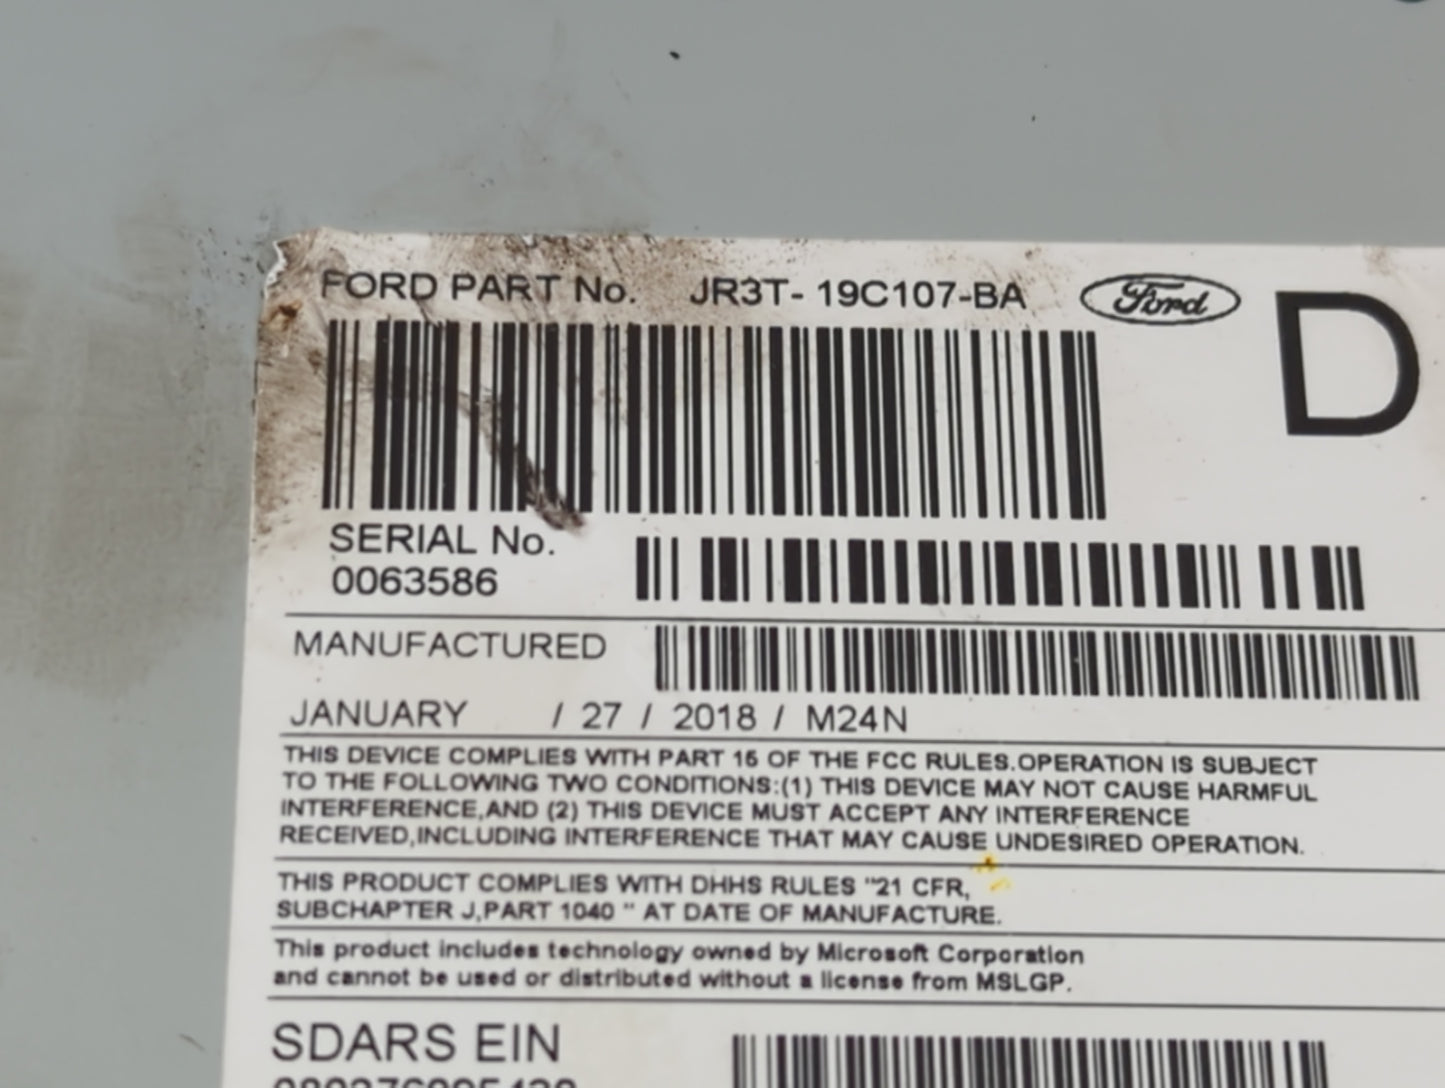 FORD PART No. JR3T- 19C107-BA Ford D
SERIAL No.
0063586
MANUFACTURED
JANUARY / 27 / 2018 / M24N
THIS DEVICE COMPLIES WITH PART 15 OF THE FCC RULES.OPERATION IS SUBJECT
TO THE FOLLOWING TWO CONDITIONS:(1) THIS DEVICE MAY NOT CAUSE HARMFUL
INTERFERENCE,AND (2) THIS DEVICE MUST ACCEPT ANY INTERFERENCE
RECEIVED,INCLUDING INTERFERENCE THAT MAY CAUSE UNDESIRED OPERATION.
THIS PRODUCT COMPLIES WITH DHHS RULES "21 CFR,
SUBCHAPTER J,PART 1040 " AT DATE OF MANUFACTURE.
This product includes technology owned by Microsoft Corporation
and cannot be used or distributed without a license from MSLGP.
SDARS EIN